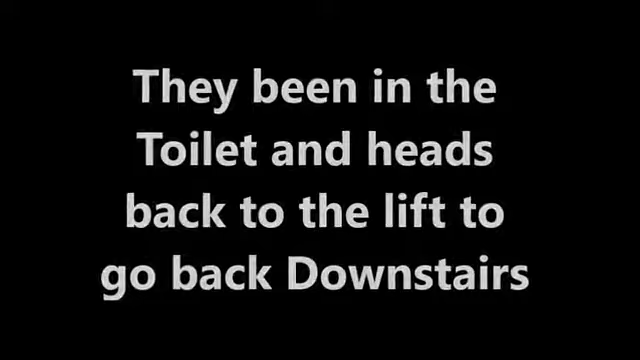 They been in the
Toilet and heads
back to the lift to
go back Downstairs